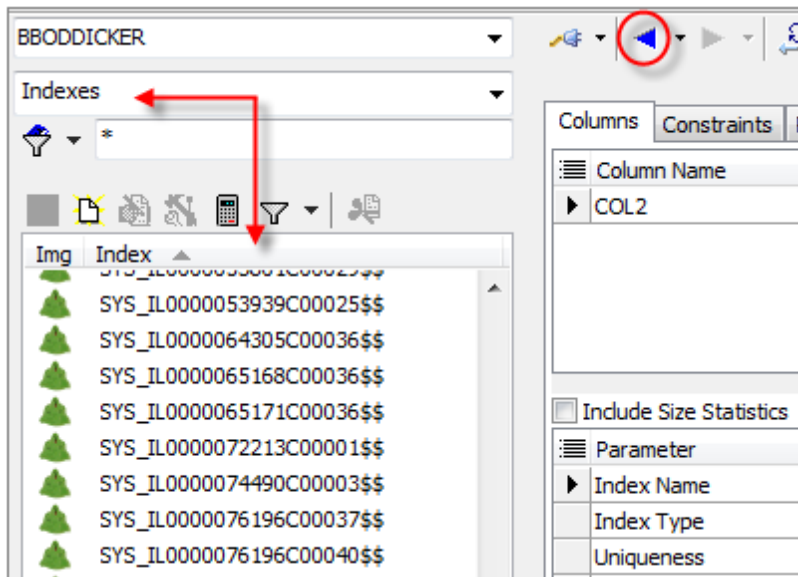 BBODDICKER
Indexes
*
Img Index
SYS_IL0000053939C00025$$
SYS_IL0000064305C00036$$
SYS_IL0000065168C00036$$
SYS_IL0000065171C00036$$
SYS_IL0000072213C00001$$
SYS_IL0000074490C00003$$
SYS_IL0000076196C00037$$
SYS_IL0000076196C00040$$
Columns Constraints
Column Name
COL2
Include Size Statistics
Parameter
Index Name
Index Type
Uniqueness